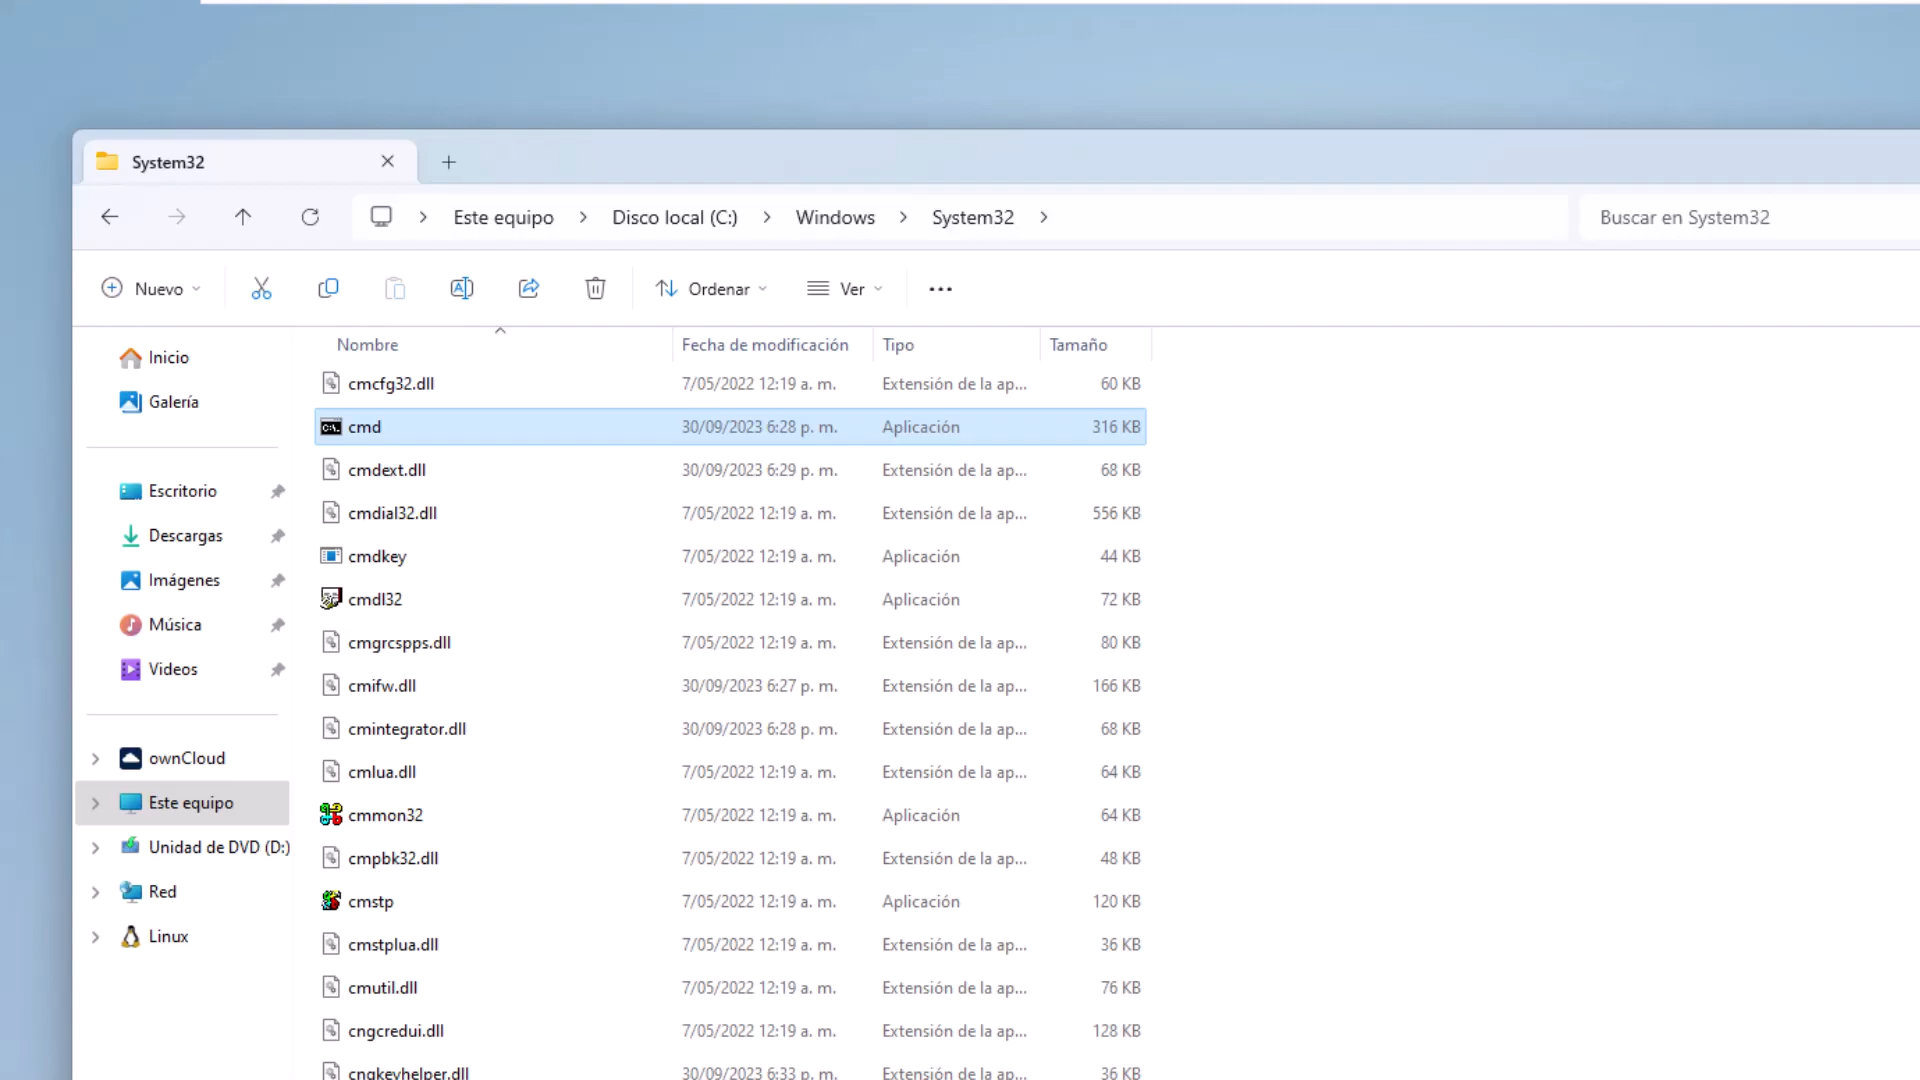 System32
Este equipo
Disco local (C:)
Windows
System32
Buscar en System32
Nuevo
Ordenar
Ver
Nombre Fecha de modificación Tipo Tamaño
cmcfg32.dll 7/05/2022 12:19 a. m. Extensión de la ap... 60 KB
cmd 30/09/2023 6:28 p. m. Aplicación 316 KB
cmdext.dll 30/09/2023 6:29 p. m. Extensión de la ap... 68 KB
cmdial32.dll 7/05/2022 12:19 a. m. Extensión de la ap... 556 KB
cmdkey 7/05/2022 12:19 a. m. Aplicación 44 KB
cmdl32 7/05/2022 12:19 a. m. Aplicación 72 KB
cmgrcspps.dll 7/05/2022 12:19 a. m. Extensión de la ap... 80 KB
cmifw.dll 30/09/2023 6:27 p. m. Extensión de la ap... 166 KB
cmintegrator.dll 30/09/2023 6:28 p. m. Extensión de la ap... 68 KB
cmlua.dll 7/05/2022 12:19 a. m. Extensión de la ap... 64 KB
cmmon32 7/05/2022 12:19 a. m. Aplicación 64 KB
cmpbk32.dll 7/05/2022 12:19 a. m. Extensión de la ap... 48 KB
cmstp 7/05/2022 12:19 a. m. Aplicación 120 KB
cmstplua.dll 7/05/2022 12:19 a. m. Extensión de la ap... 36 KB
cmutil.dll 7/05/2022 12:19 a. m. Extensión de la ap... 76 KB
cngcredui.dll 7/05/2022 12:19 a. m. Extensión de la ap... 128 KB
cngkeyhelper.dll 30/09/2023 6:33 p. m. Extensión de la ap... 36 KB
Inicio
Galería
Escritorio
Descargas
Imágenes
Música
Videos
ownCloud
Este equipo
Unidad de DVD (D:)
Red
Linux